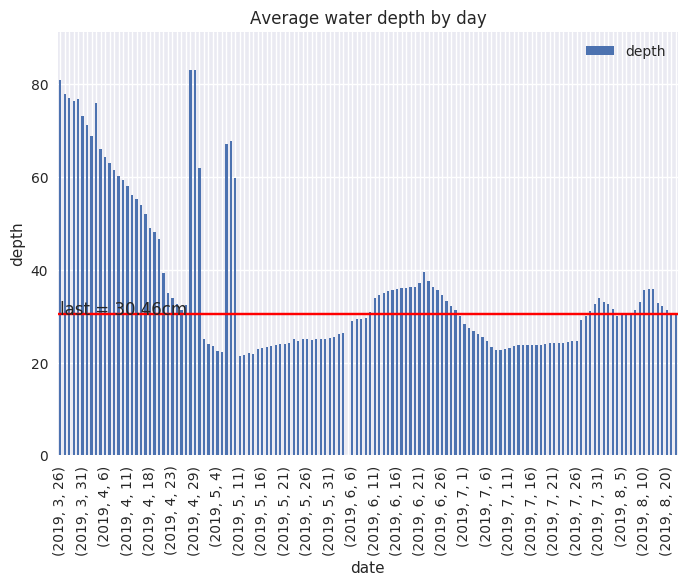 Average water depth by day
depth
80
60
40
20
0
depth
last = 30.46cm
(2019, 3, 26)
(2019, 3, 31)
(2019, 4, 6)
(2019, 4, 11)
(2019, 4, 18)
(2019, 4, 23)
(2019, 4, 29)
(2019, 5, 4)
(2019, 5, 11)
(2019, 5, 16)
(2019, 5, 21)
(2019, 5, 26)
(2019, 5, 31)
(2019, 6, 6)
(2019, 6, 11)
(2019, 6, 16)
(2019, 6, 21)
(2019, 6, 26)
(2019, 7, 1)
(2019, 7, 6)
(2019, 7, 11)
(2019, 7, 16)
(2019, 7, 21)
(2019, 7, 26)
(2019, 7, 31)
(2019, 8, 5)
(2019, 8, 10)
(2019, 8, 20)
date